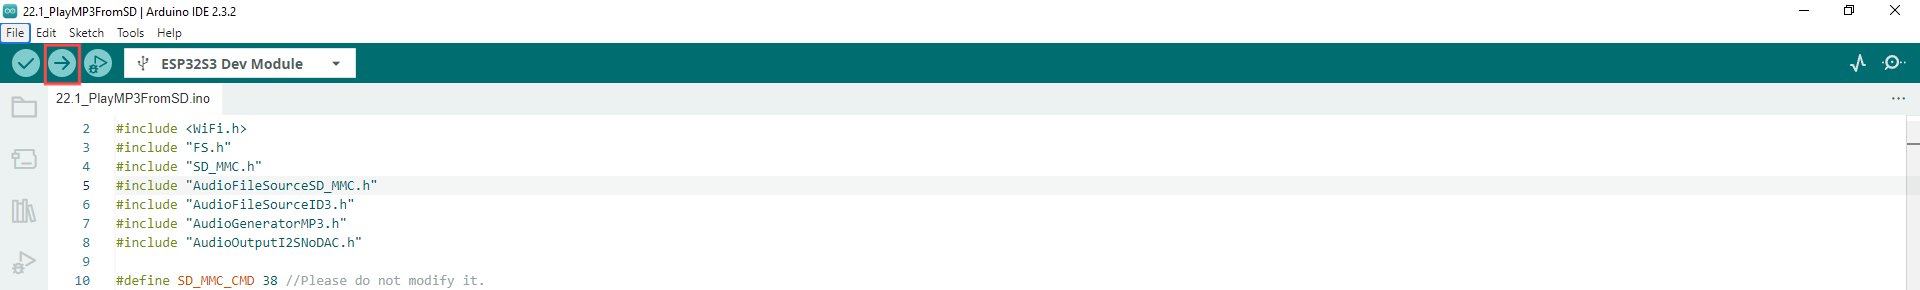 22.1_PlayMP3FromSD | Arduino IDE 2.3.2
File Edit Sketch Tools Help
ESP32S3 Dev Module
22.1_PlayMP3FromSD.ino
2 #include <WiFi.h>
3 #include "FS.h"
4 #include "SD_MMC.h"
5 #include "AudioFileSourceSD_MMC.h"
6 #include "AudioFileSourceID3.h"
7 #include "AudioGeneratorMP3.h"
8 #include "AudioOutputI2SNoDAC.h"
9
10 #define SD_MMC_CMD 38 //Please do not modify it.